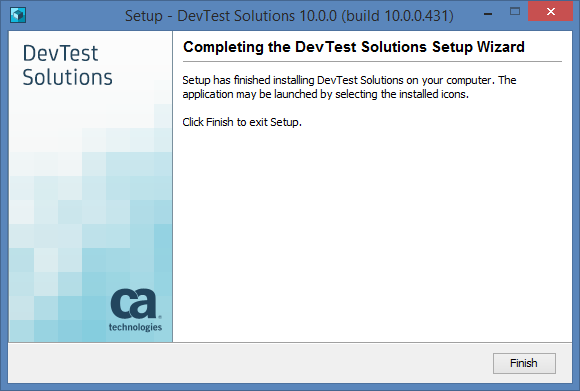 Setup - DevTest Solutions 10.0.0 (build 10.0.0.431)
DevTest
Solutions
Completing the DevTest Solutions Setup Wizard
Setup has finished installing DevTest Solutions on your computer. The
application may be launched by selecting the installed icons.
Click Finish to exit Setup.
ca
technologies
Finish